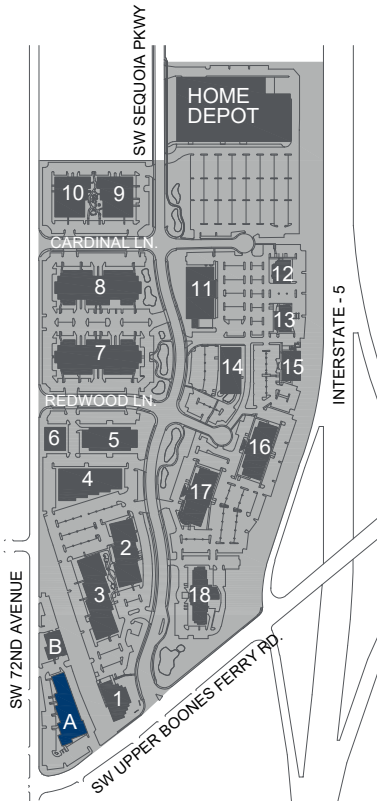 SW SEQUOIA PKWY
HOME
DEPOT
10
9
CARDINAL LN.
8
11
12
13
7
14
15
INTERSTATE - 5
REDWOOD LN.
6
5
16
4
17
2
3
18
SW 72ND AVENUE
B
A
1
SW UPPER BOONES FERRY RD.